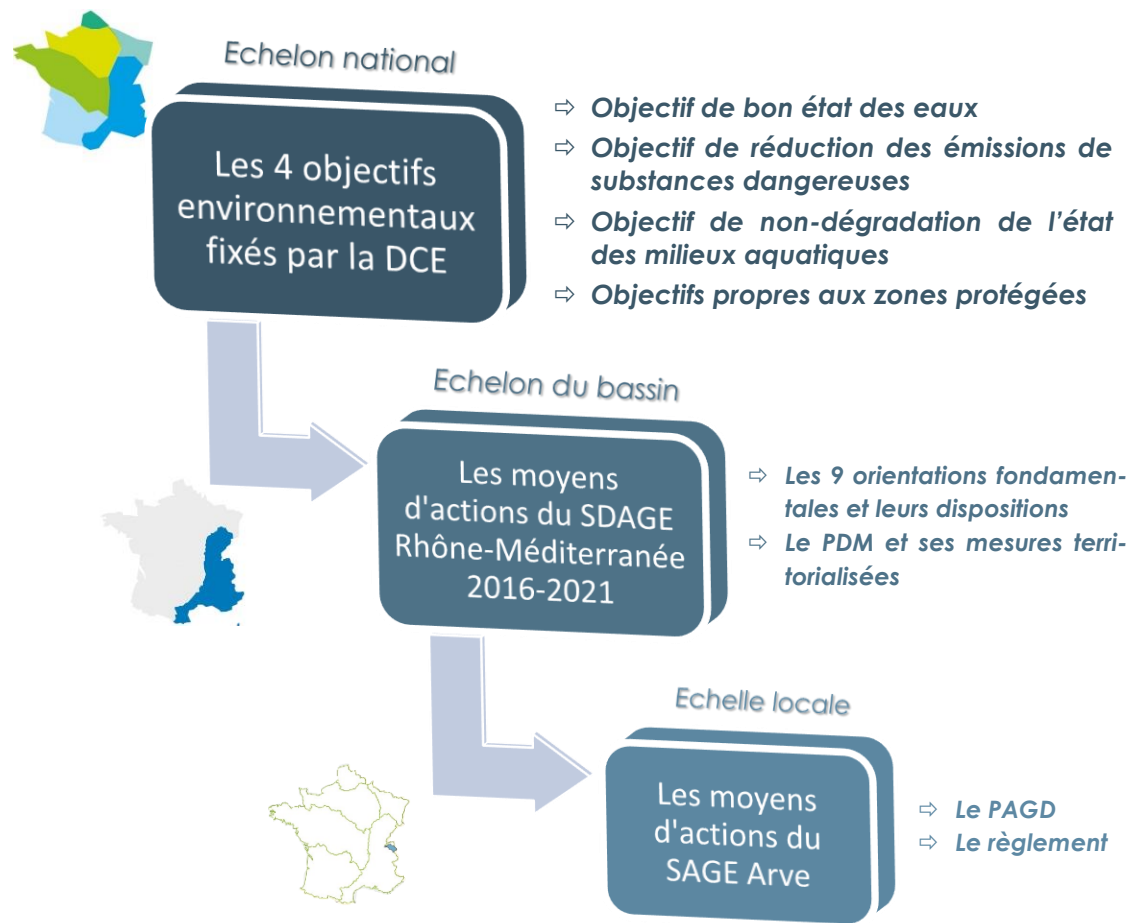 Echelon national
Les 4 objectifs
environnementaux
fixés par la DCE
⇨ Objectif de bon état des eaux
⇨ Objectif de réduction des émissions de
substances dangereuses
⇨ Objectif de non-dégradation de l’état
des milieux aquatiques
⇨ Objectifs propres aux zones protégées
Echelon du bassin
Les moyens
d'actions du SDAGE
Rhône-Méditerranée
2016-2021
⇨ Les 9 orientations fondamen-
tales et leurs dispositions
⇨ Le PDM et ses mesures terri-
torialisées
Echelle locale
Les moyens
d'actions du
SAGE Arve
⇨ Le PAGD
⇨ Le règlement